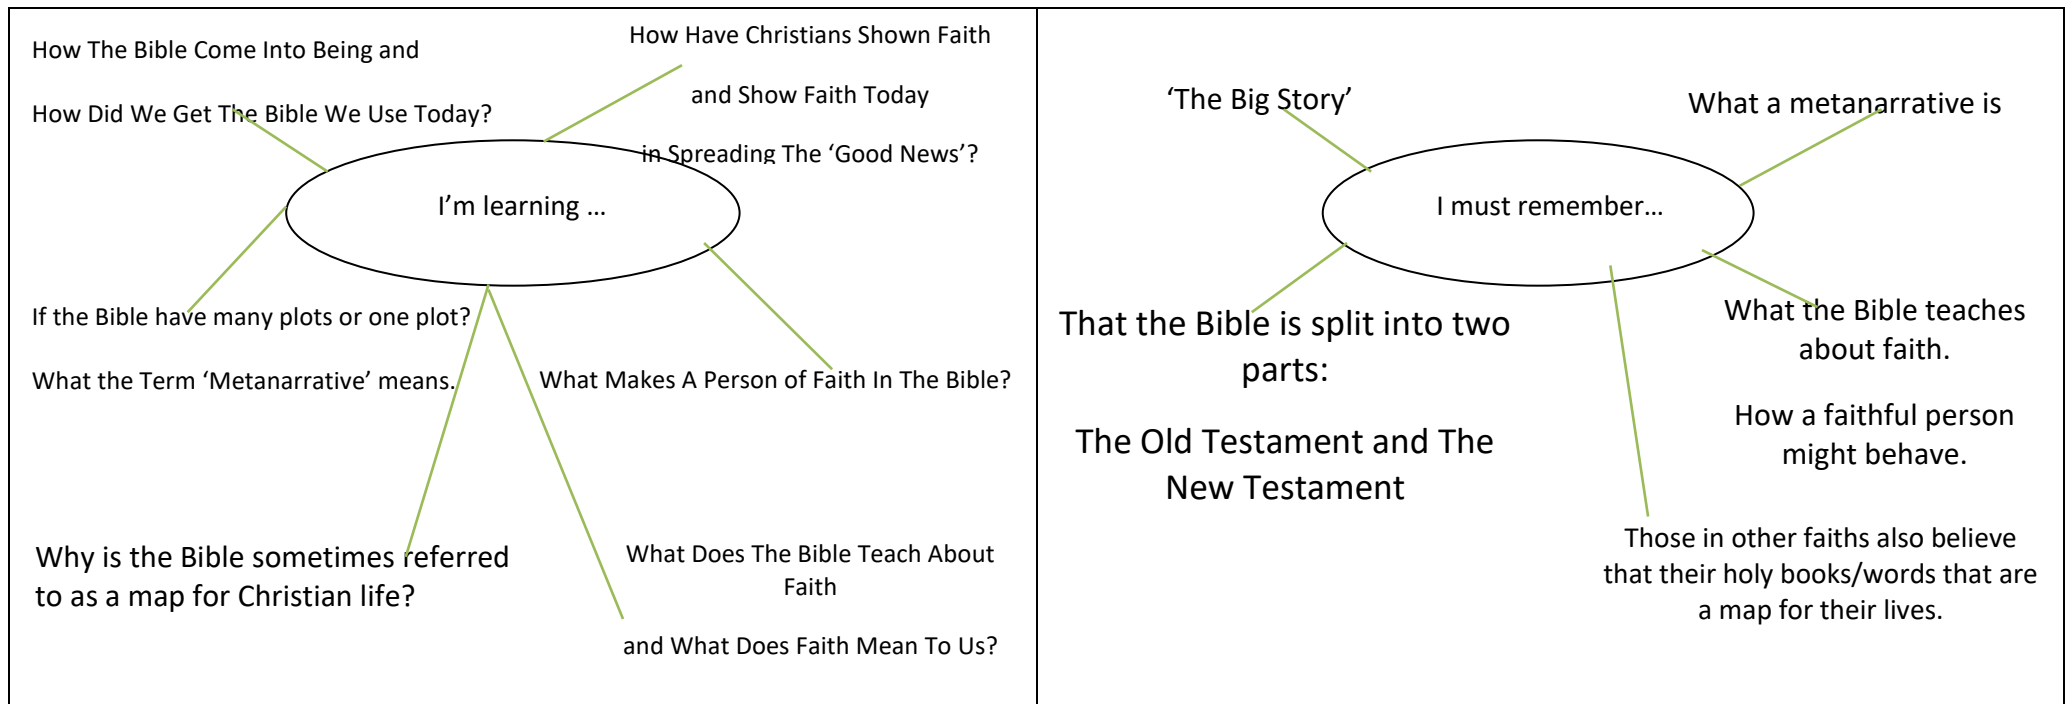 How The Bible Come Into Being and
How Did We Get The Bible We Use Today?
How Have Christians Shown Faith
and Show Faith Today
in Spreading The ‘Good News’?
I’m learning ...
If the Bible have many plots or one plot?
What the Term ‘Metanarrative’ means.
What Makes A Person of Faith In The Bible?
Why is the Bible sometimes referred
to as a map for Christian life?
What Does The Bible Teach About
Faith
and What Does Faith Mean To Us?
‘The Big Story’
What a metanarrative is
I must remember...
That the Bible is split into two
parts:
The Old Testament and The
New Testament
What the Bible teaches
about faith.
How a faithful person
might behave.
Those in other faiths also believe
that their holy books/words that are
a map for their lives.